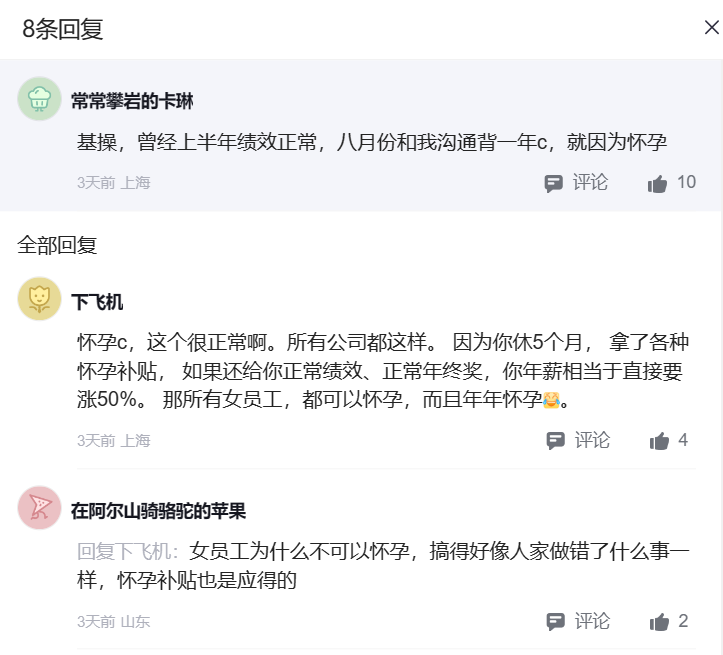 8条回复
常常攀岩的卡琳
基操，曾经上半年绩效正常，八月份和我沟通背一年c，就因为怀孕
3天前 上海
评论 10
全部回复
下飞机
怀孕c，这个很正常啊。所有公司都这样。 因为你休5个月， 拿了各种
怀孕补贴， 如果还给你正常绩效、正常年终奖，你年薪相当于直接要
涨50%。 那所有女员工，都可以怀孕，而且年年怀孕😂。
3天前 上海
评论 4
在阿尔山骑骆驼的苹果
回复下飞机：女员工为什么不可以怀孕，搞得好像人家做错了什么事一
样，怀孕补贴也是应得的
3天前 山东
评论 2